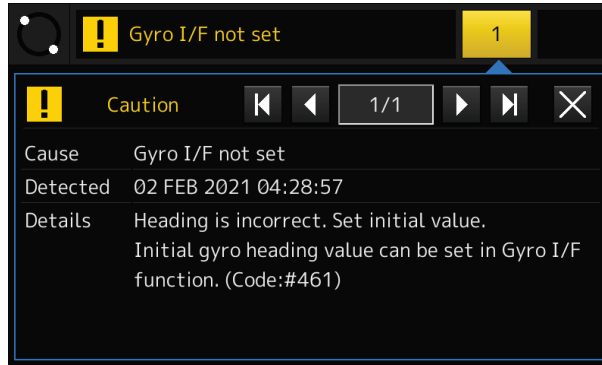 ! Gyro I/F not set 1
! Caution 1/1
Cause Gyro I/F not set
Detected 02 FEB 2021 04:28:57
Details Heading is incorrect. Set initial value.
Initial gyro heading value can be set in Gyro I/F
function. (Code:#461)